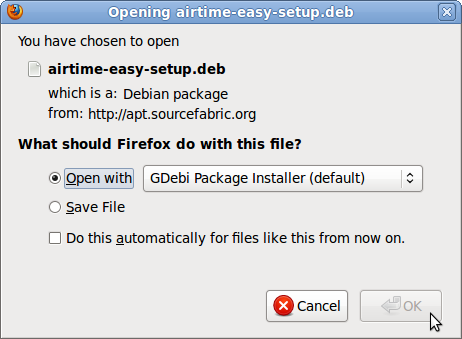 Opening airtime-easy-setup.deb
You have chosen to open
airtime-easy-setup.deb
which is a: Debian package
from: http://apt.sourcefabric.org
What should Firefox do with this file?
Open with GDebi Package Installer (default)
Save File
Do this automatically for files like this from now on.
Cancel OK